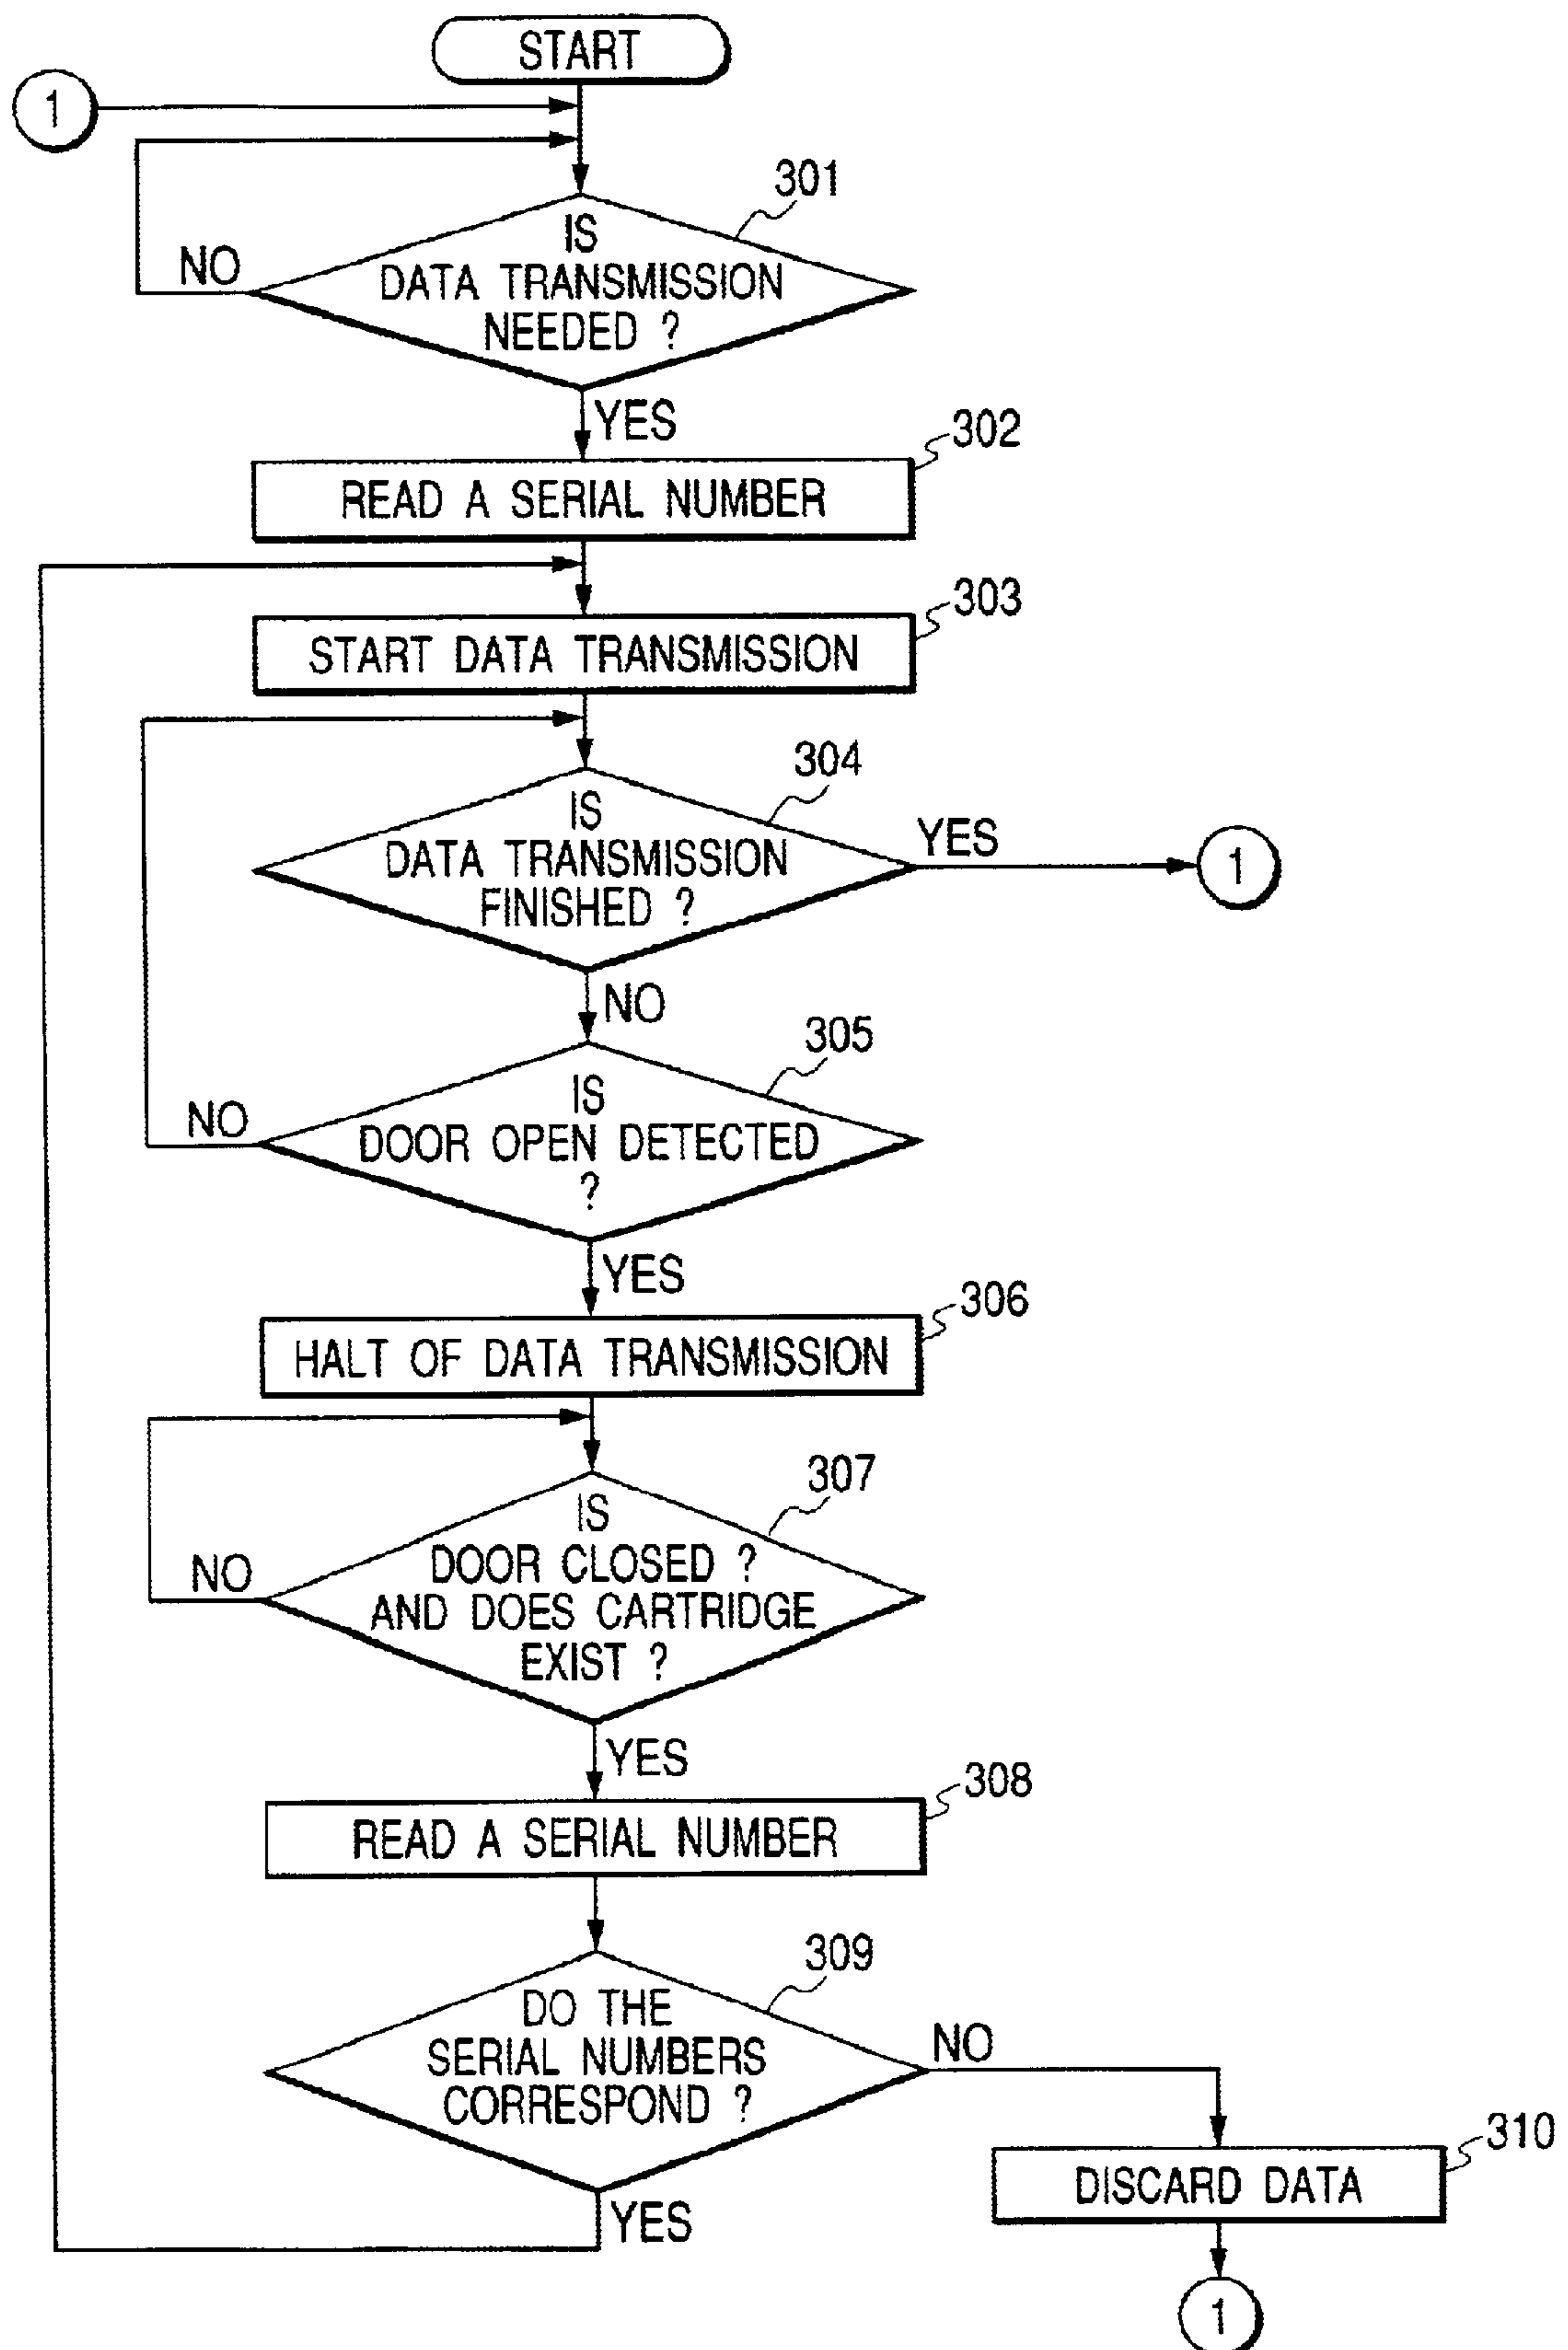 START
1
301
IS
DATA TRANSMISSION
NEEDED ?
NO
YES
302
READ A SERIAL NUMBER
303
START DATA TRANSMISSION
304
IS
DATA TRANSMISSION
FINISHED ?
YES
1
NO
305
IS
DOOR OPEN DETECTED
?
NO
YES
306
HALT OF DATA TRANSMISSION
307
IS
DOOR CLOSED ?
AND DOES CARTRIDGE
EXIST ?
NO
YES
308
READ A SERIAL NUMBER
309
DO THE
SERIAL NUMBERS
CORRESPOND ?
NO
YES
310
DISCARD DATA
1